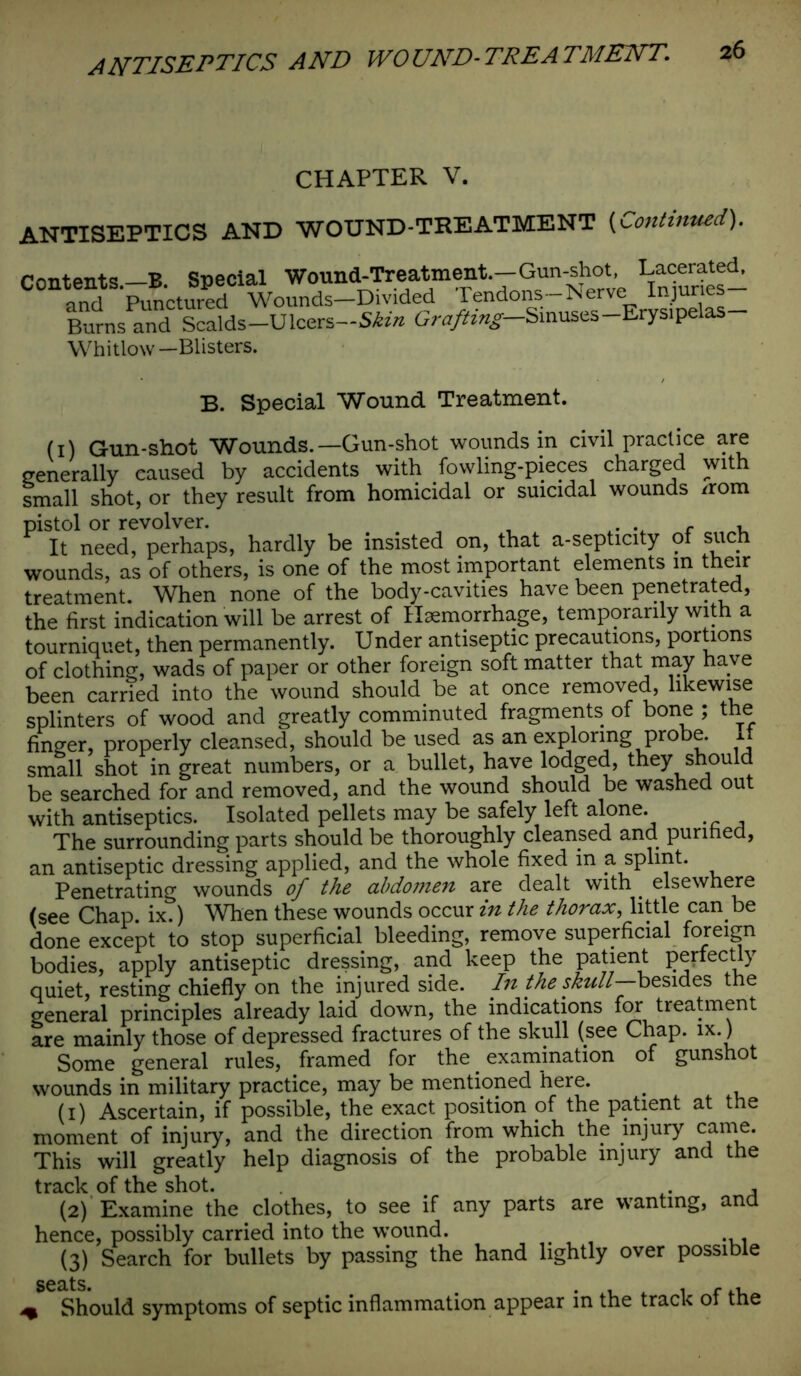 ANTISEPTICS AND WOUND-TREATMENT. 26
CHAPTER V.
ANTISEPTICS AND WOUND-TREATMENT (Continued).
Contents.—B. Special Wound-Treatment.—Gun-shot, Lacerated,
and Punctured Wounds—Divided Tendons—Nerve Injuries—
Burns and Scalds—Ulcers—Skin Grafting—Sinuses—Erysipelas—
Whitlow—Blisters.
B. Special Wound Treatment.
(1) Gun-shot Wounds.—Gun-shot wounds in civil practice are
generally caused by accidents with fowling-pieces charged with
small shot, or they result from homicidal or suicidal wounds from
pistol or revolver.
It need, perhaps, hardly be insisted on, that a-septicity of such
wounds, as of others, is one of the most important elements in their
treatment. When none of the body-cavities have been penetrated,
the first indication will be arrest of Hæmorrhage, temporarily with a
tourniquet, then permanently. Under antiseptic precautions, portions
of clothing, wads of paper or other foreign soft matter that may have
been carried into the wound should be at once removed, likewise
splinters of wood and greatly comminuted fragments of bone ; the
finger, properly cleansed, should be used as an exploring probe. If
small shot in great numbers, or a bullet, have lodged, they should
be searched for and removed, and the wound should be washed out
with antiseptics. Isolated pellets may be safely left alone.
The surrounding parts should be thoroughly cleansed and purified,
an antiseptic dressing applied, and the whole fixed in a splint.
Penetrating wounds of the abdomen are dealt with elsewhere
(see Chap. ix.) When these wounds occur in the thorax, little can be
done except to stop superficial bleeding, remove superficial foreign
bodies, apply antiseptic dressing, and keep the patient perfectly
quiet, resting chiefly on the injured side. In the skull—besides the
general principles already laid down, the indications for treatment
are mainly those of depressed fractures of the skull (see Chap. ix.)
Some general rules, framed for the examination of gunshot
wounds in military practice, may be mentioned here.
(1) Ascertain, if possible, the exact position of the patient at the
moment of injury, and the direction from which the injury came.
This will greatly help diagnosis of the probable injury and the
track of the shot.
(2) Examine the clothes, to see if any parts are wanting, and
hence, possibly carried into the wound.
(3) Search for bullets by passing the hand lightly over possible
seats.
Should symptoms of septic inflammation appear in the track of the